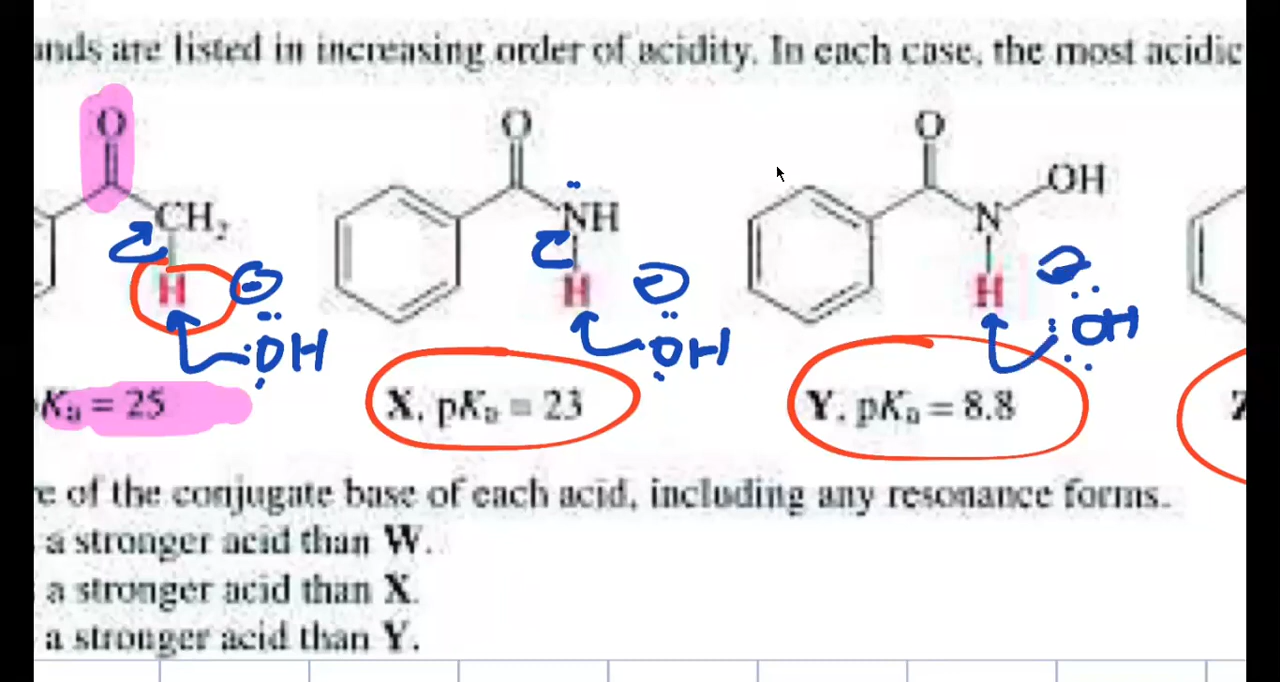 ands are listed in increasing order of acidity. In each case, the most acidic
O O O
CH₂ NH N OH
H H H
OH OH OH
Kₐ = 25 X, pKₐ = 23 Y, pKₐ = 8.8 Z
e of the conjugate base of each acid, including any resonance forms.
a stronger acid than W.
a stronger acid than X.
a stronger acid than Y.